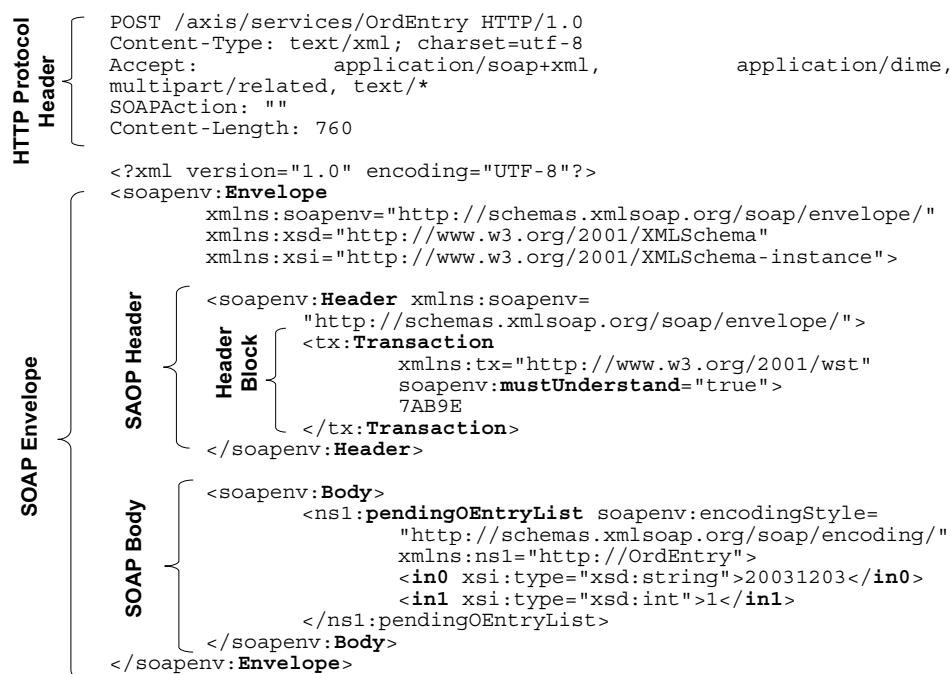 HTTP Protocol
Header
POST /axis/services/OrdEntry HTTP/1.0
Content-Type: text/xml; charset=utf-8
Accept: application/soap+xml, application/dime,
multipart/related, text/*
SOAPAction: ""
Content-Length: 760
<?xml version="1.0" encoding="UTF-8"?>
SOAP Envelope
<soapenv:Envelope
xmlns:soapenv="http://schemas.xmlsoap.org/soap/envelope/"
xmlns:xsd="http://www.w3.org/2001/XMLSchema"
xmlns:xsi="http://www.w3.org/2001/XMLSchema-instance">
SAOP Header
<soapenv:Header xmlns:soapenv=
"http://schemas.xmlsoap.org/soap/envelope/">
Header
Block
<tx:Transaction
xmlns:tx="http://www.w3.org/2001/wst"
soapenv:mustUnderstand="true">
7AB9E
</tx:Transaction>
</soapenv:Header>
SOAP Body
<soapenv:Body>
<ns1:pendingOEntryList soapenv:encodingStyle=
"http://schemas.xmlsoap.org/soap/encoding/"
xmlns:ns1="http://OrdEntry">
<in0 xsi:type="xsd:string">20031203</in0>
<in1 xsi:type="xsd:int">1</in1>
</ns1:pendingOEntryList>
</soapenv:Body>
</soapenv:Envelope>